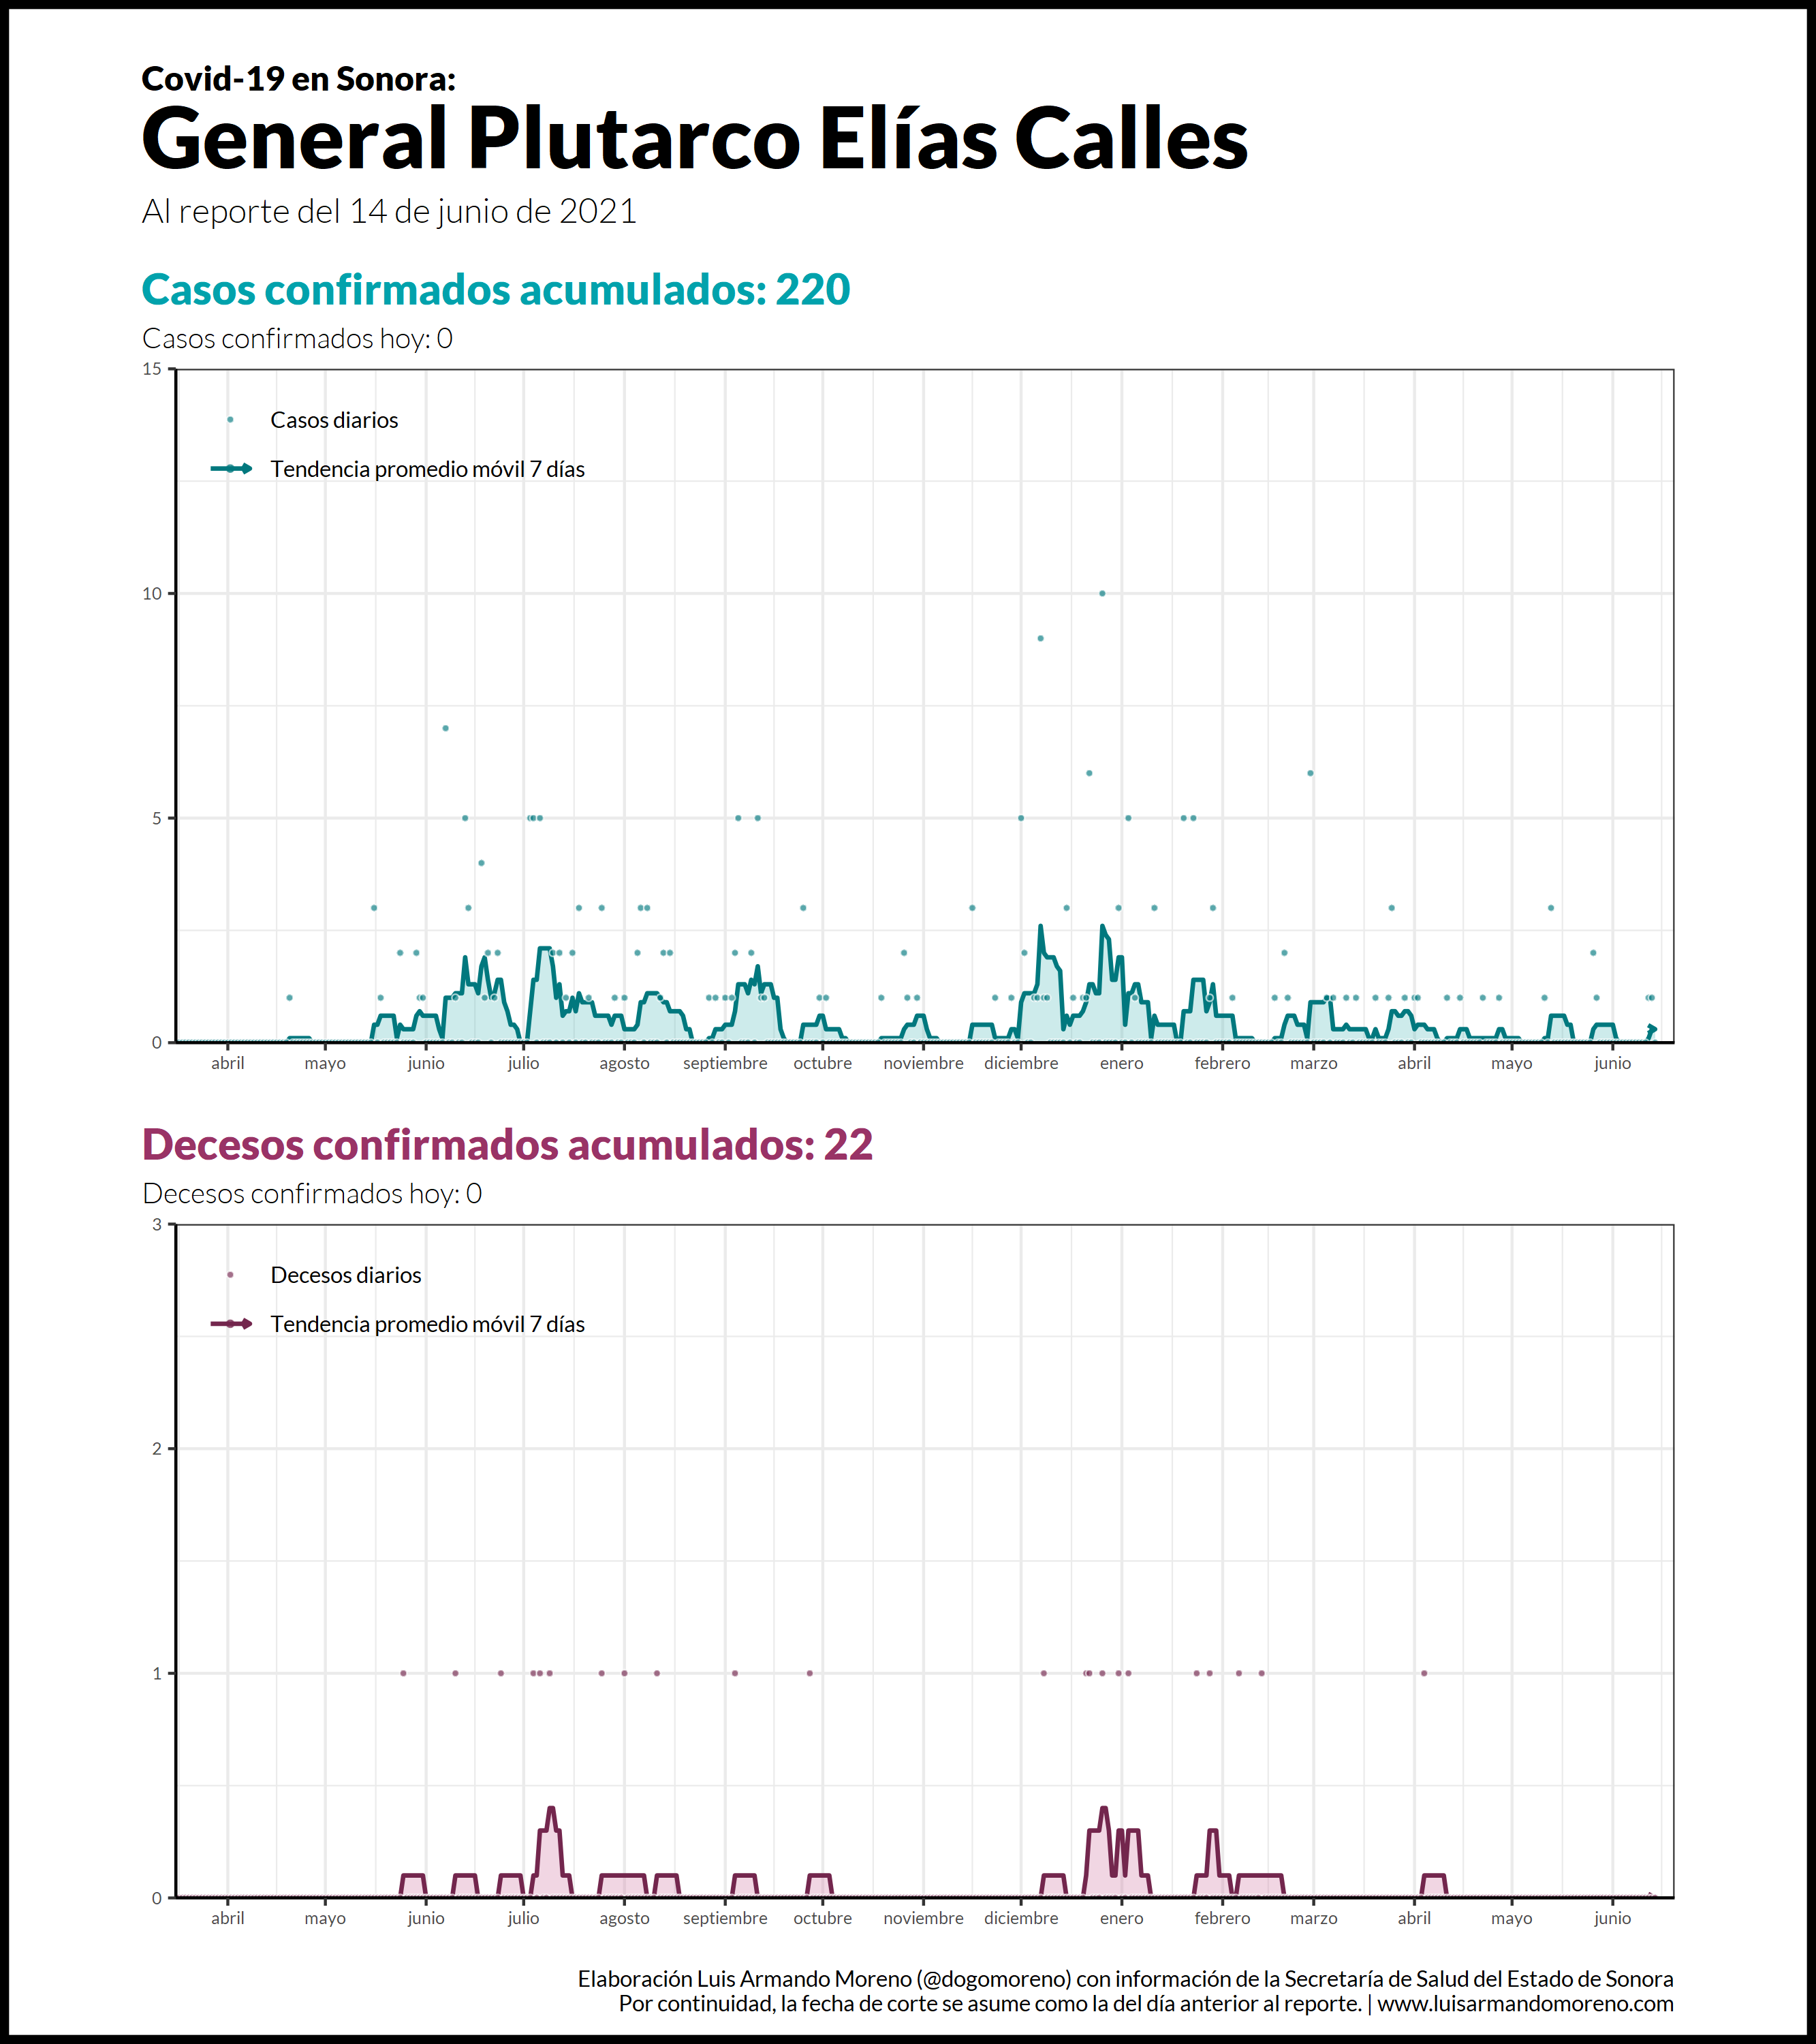 Covid-19 en Sonora:
General Plutarco Elías Calles
Al reporte del 14 de junio de 2021
Casos confirmados acumulados: 220
Casos confirmados hoy: 0
15
Casos diarios
Tendencia promedio móvil 7 días
10
5
0
abril mayo junio julio agosto septiembre octubre noviembre diciembre enero febrero marzo abril mayo junio
Decesos confirmados acumulados: 22
Decesos confirmados hoy: 0
3
Decesos diarios
Tendencia promedio móvil 7 días
2
1
0
abril mayo junio julio agosto septiembre octubre noviembre diciembre enero febrero marzo abril mayo junio
Elaboración Luis Armando Moreno (@dogomoreno) con información de la Secretaría de Salud del Estado de Sonora
Por continuidad, la fecha de corte se asume como la del día anterior al reporte. | www.luisarmandomoreno.com